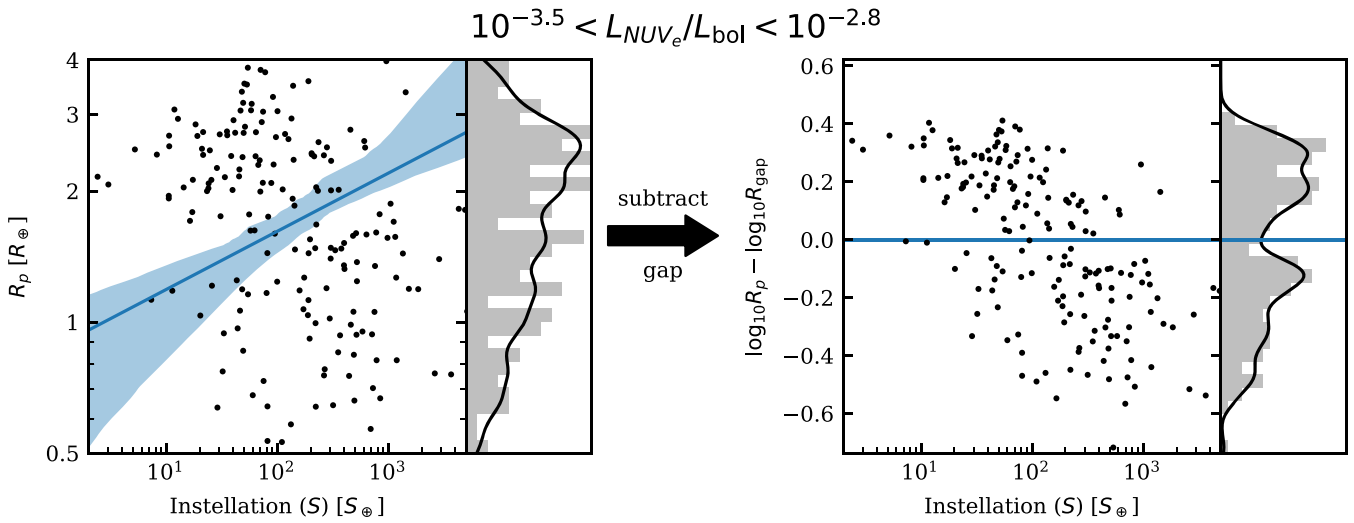 10^{-3.5} < L_{NUV_e}/L_{bol} < 10^{-2.8}
4
3
2
1
0.5
R_p [R_⊕]
10^1
10^2
10^3
Instellation (S) [S_⊕]
subtract
gap
0.6
0.4
0.2
0.0
−0.2
−0.4
−0.6
log_{10}R_p − log_{10}R_{gap}
10^1
10^2
10^3
Instellation (S) [S_⊕]